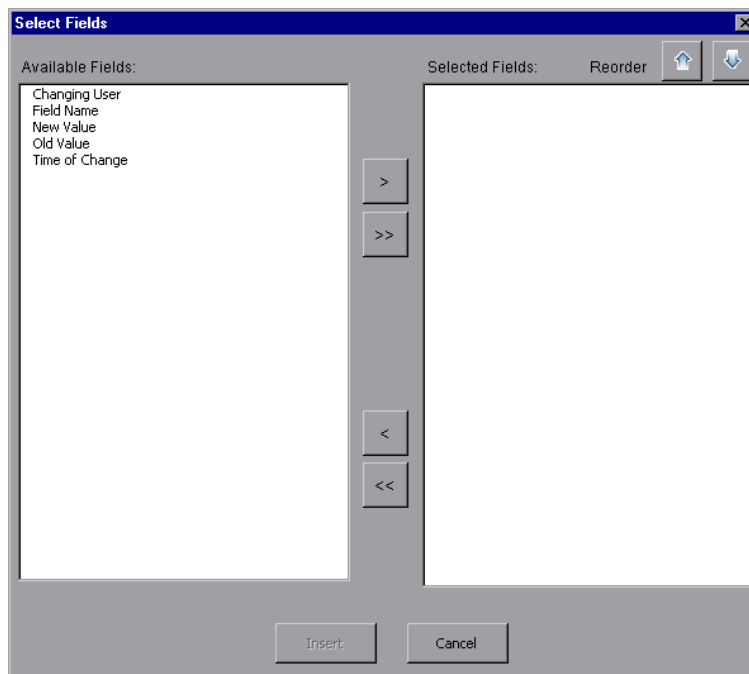 Select Fields
Available Fields:
Selected Fields: Reorder
Changing User
Field Name
New Value
Old Value
Time of Change
>
>>
<
<<
Insert Cancel